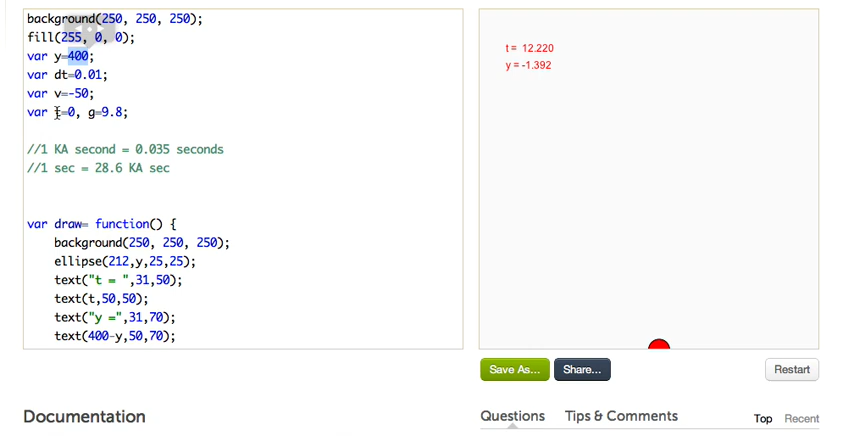 background(250, 250, 250);
fill(255, 0, 0);
var y=400;
var dt=0.01;
var v=-50;
var t=0, g=9.8;
//1 KA second = 0.035 seconds
//1 sec = 28.6 KA sec
var draw= function() {
background(250, 250, 250);
ellipse(212,y,25,25);
text("t = ",31,50);
text(t,50,50);
text("y =",31,70);
text(400-y,50,70);
t = 12.220
y = -1.392
Save As...
Share...
Restart
Documentation
Questions
Tips & Comments
Top
Recent